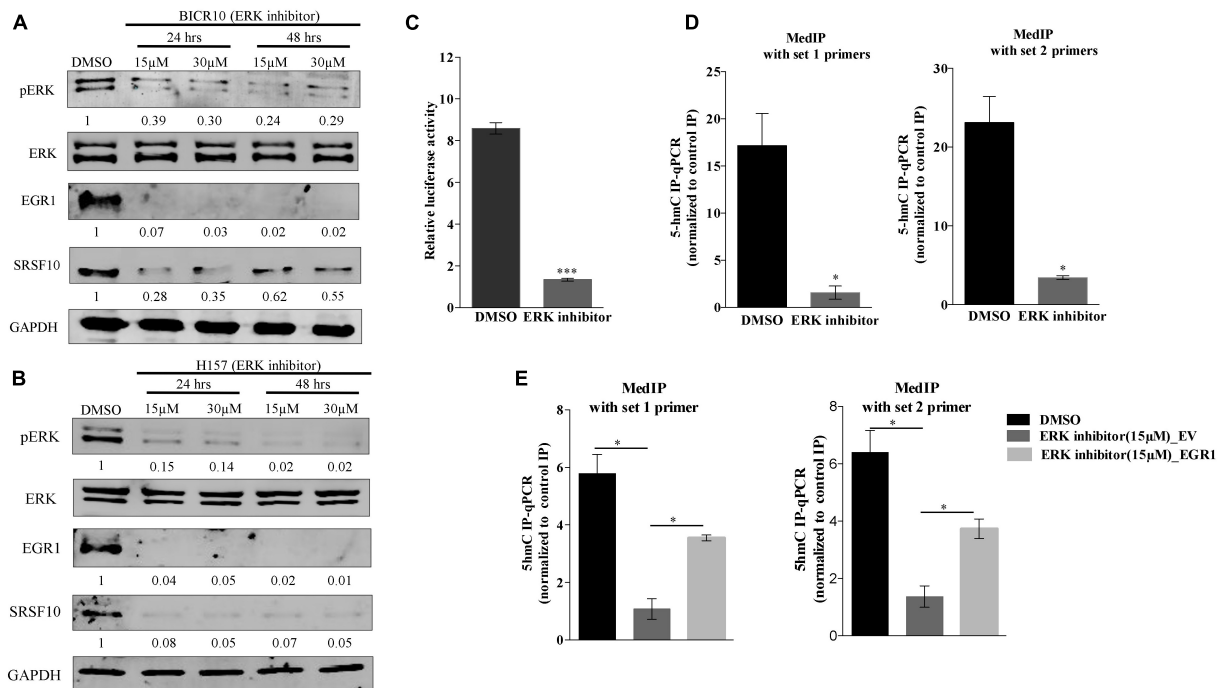 A
BICR10 (ERK inhibitor)
24 hrs 48 hrs
DMSO 15µM 30µM 15µM 30µM
pERK
1 0.39 0.30 0.24 0.29
ERK
EGR1
1 0.07 0.03 0.02 0.02
SRSF10
1 0.28 0.35 0.62 0.55
GAPDH
B
H157 (ERK inhibitor)
24 hrs 48 hrs
DMSO 15µM 30µM 15µM 30µM
pERK
1 0.15 0.14 0.02 0.02
ERK
EGR1
1 0.04 0.05 0.02 0.01
SRSF10
1 0.08 0.05 0.07 0.05
GAPDH
C
Relative luciferase activity
12
10
8
6
4
2
0
***
DMSO ERK inhibitor
D
MedIP
with set 1 primers
5-hmC IP-qPCR
(normalized to control IP)
25
20
15
10
5
0
*
DMSO ERK inhibitor
MedIP
with set 2 primers
5-hmC IP-qPCR
(normalized to control IP)
30
20
10
0
*
DMSO ERK inhibitor
E
MedIP
with set 1 primer
5hmC IP-qPCR
(normalized to control IP)
8
6
4
2
0
*
*
MedIP
with set 2 primer
5hmC IP-qPCR
(normalized to control IP)
8
6
4
2
0
*
*
DMSO
ERK inhibitor(15µM)_EV
ERK inhibitor(15µM)_EGR1